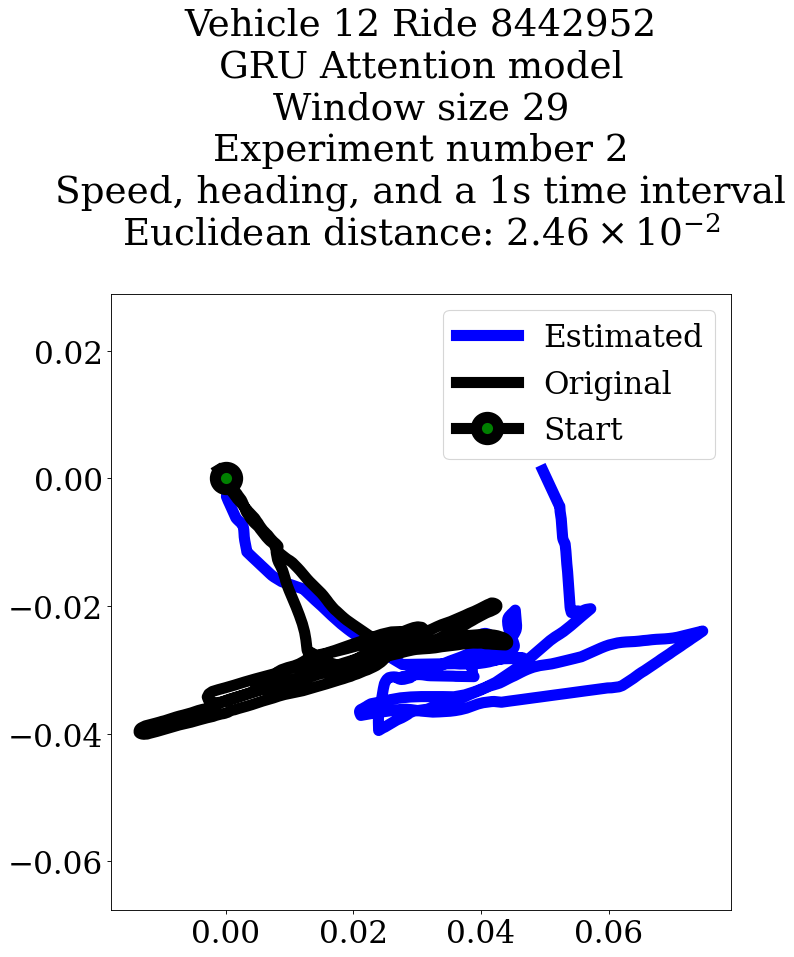 Vehicle 12 Ride 8442952
GRU Attention model
Window size 29
Experiment number 2
Speed, heading, and a 1s time interval
Euclidean distance: 2.46 × 10⁻²
Estimated
Original
Start
0.02
0.00
−0.02
−0.04
−0.06
0.00 0.02 0.04 0.06